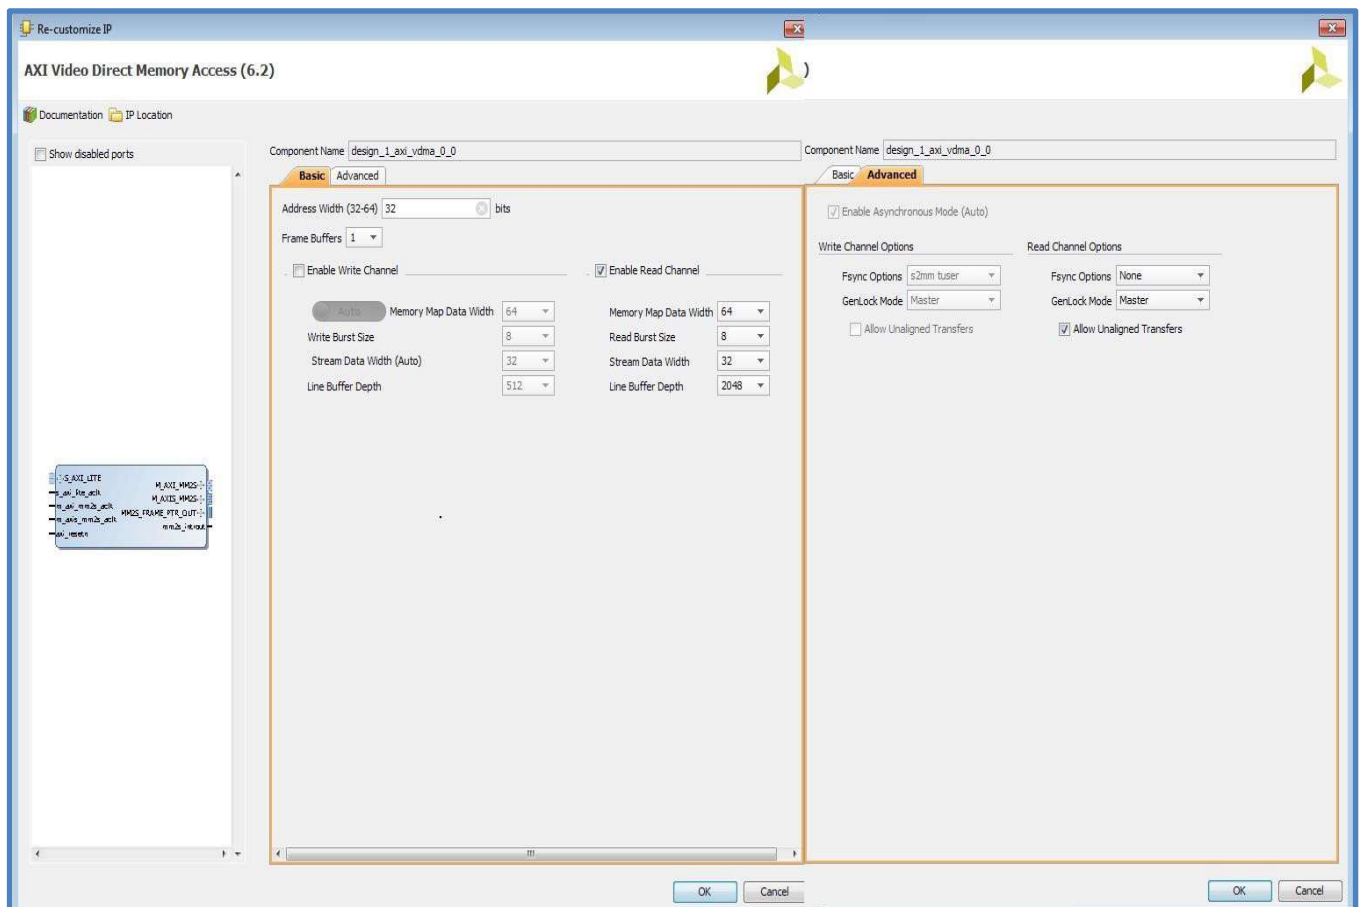 Re-customize IP
AXI Video Direct Memory Access (6.2)
)
Documentation IP Location
Show disabled ports
S_AXI_LITE
s_axi_lite_aclk
m_axi_mm2s_aclk
m_axis_mm2s_aclk
axi_resetn
M_AXI_MM2S
M_AXIS_MM2S
MM2S_FRAME_PTR_OUT
mm2s_introut
Component Name design_1_axi_vdma_0_0
Basic Advanced
Address Width (32-64) 32 bits
Frame Buffers 1
Enable Write Channel
Auto Memory Map Data Width 64
Write Burst Size 8
Stream Data Width (Auto) 32
Line Buffer Depth 512
Enable Read Channel
Memory Map Data Width 64
Read Burst Size 8
Stream Data Width 32
Line Buffer Depth 2048
OK Cancel
Component Name design_1_axi_vdma_0_0
Basic Advanced
Enable Asynchronous Mode (Auto)
Write Channel Options
Fsync Options s2mm tuser
GenLock Mode Master
Allow Unaligned Transfers
Read Channel Options
Fsync Options None
GenLock Mode Master
Allow Unaligned Transfers
OK Cancel